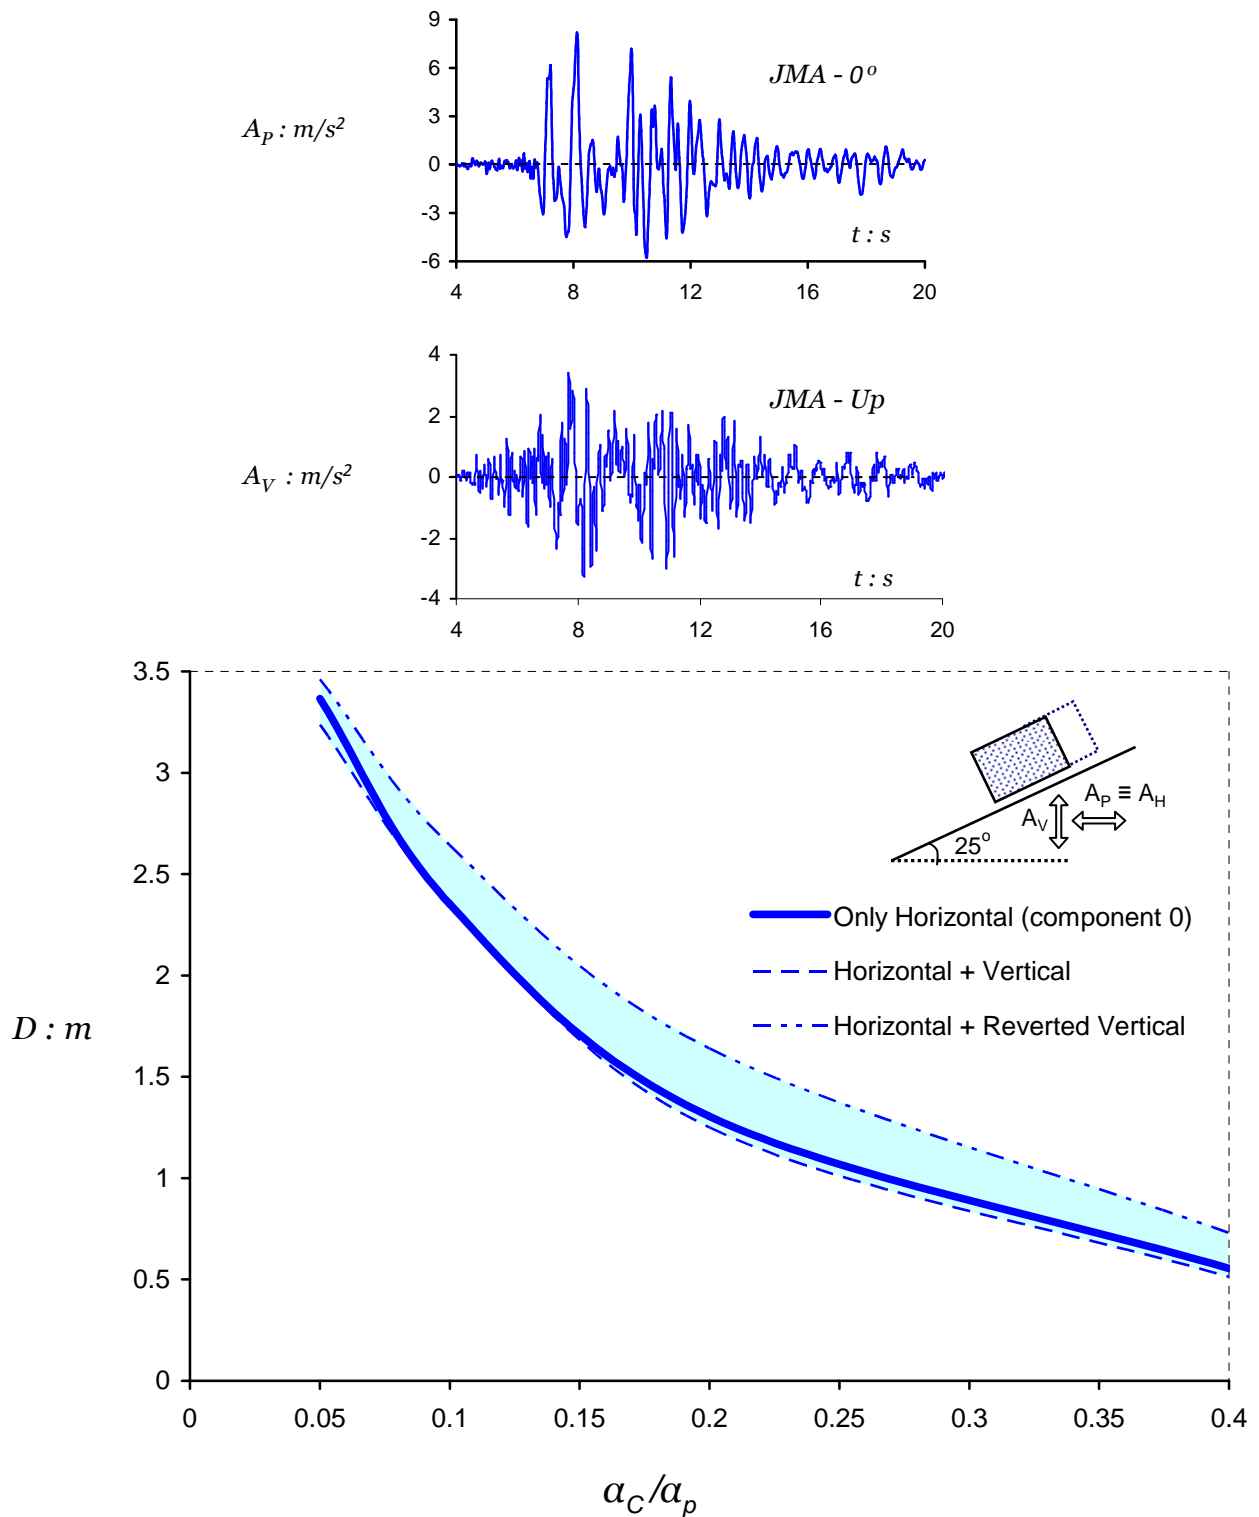 9
6
3
0
-3
-6
A_P : m/s²
JMA - 0°
t : s
4 8 12 16 20
4
2
0
-2
-4
A_V : m/s²
JMA - Up
t : s
4 8 12 16 20
3.5
3
2.5
2
1.5
1
0.5
0
D : m
A_V
A_P ≡ A_H
25°
Only Horizontal (component 0)
Horizontal + Vertical
Horizontal + Reverted Vertical
0 0.05 0.1 0.15 0.2 0.25 0.3 0.35 0.4
α_C/α_p